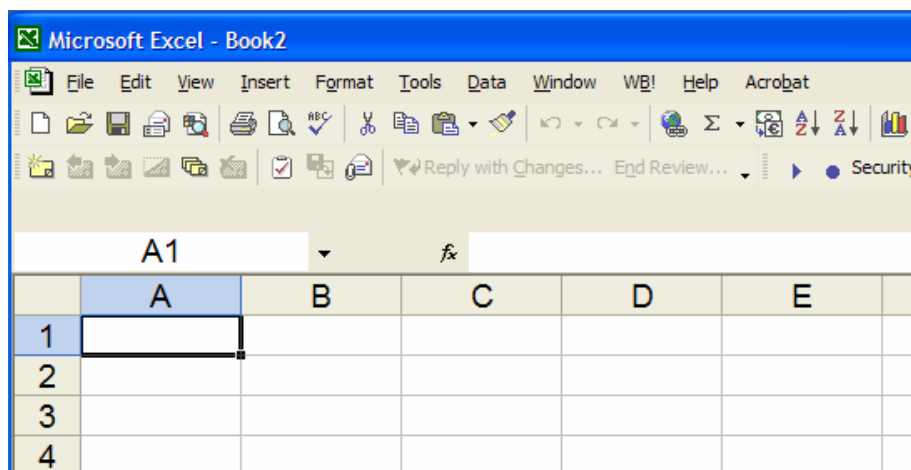 Microsoft Excel - Book2
File Edit View Insert Format Tools Data Window WB! Help Acrobat
ABC Σ A Z Z A
Reply with Changes... End Review... Security
A1 fx
A B C D E
1
2
3
4